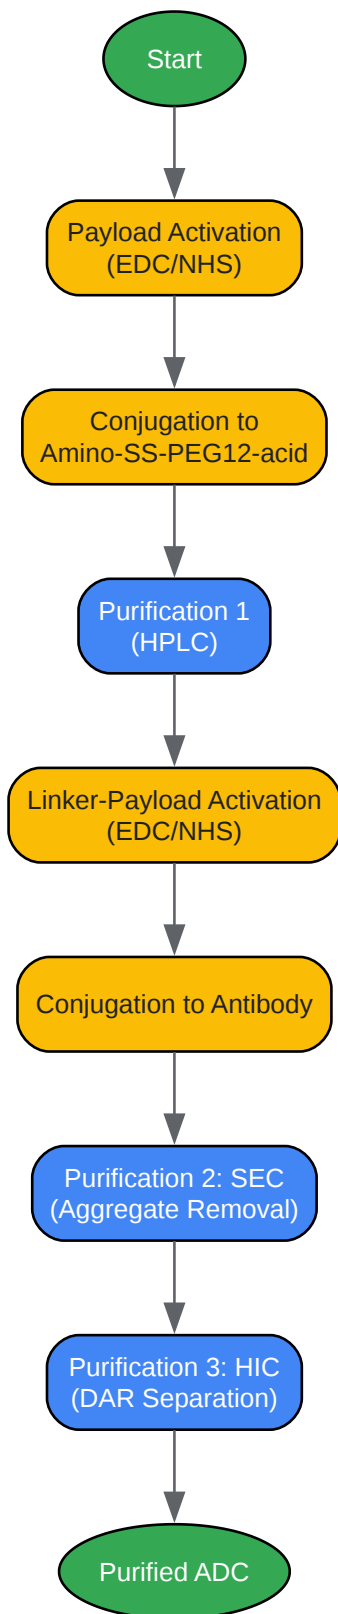 Start
Payload Activation
(EDC/NHS)
Conjugation to
Amino-SS-PEG12-acid
Purification 1
(HPLC)
Linker-Payload Activation
(EDC/NHS)
Conjugation to Antibody
Purification 2: SEC
(Aggregate Removal)
Purification 3: HIC
(DAR Separation)
Purified ADC